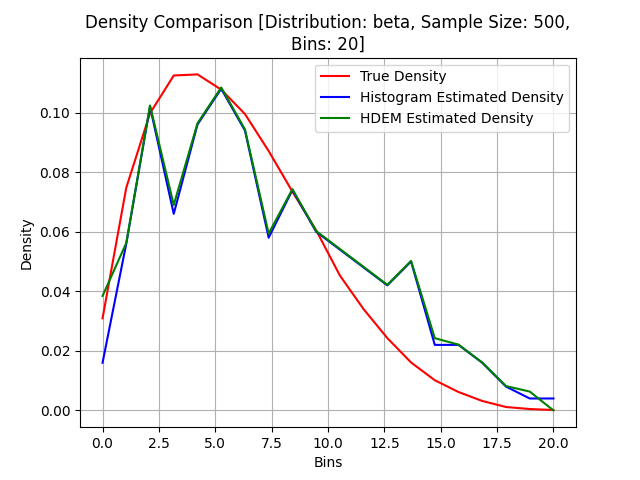 Density Comparison [Distribution: beta, Sample Size: 500,
Bins: 20]
True Density
Histogram Estimated Density
HDEM Estimated Density
Density
0.10
0.08
0.06
0.04
0.02
0.00
0.0 2.5 5.0 7.5 10.0 12.5 15.0 17.5 20.0
Bins